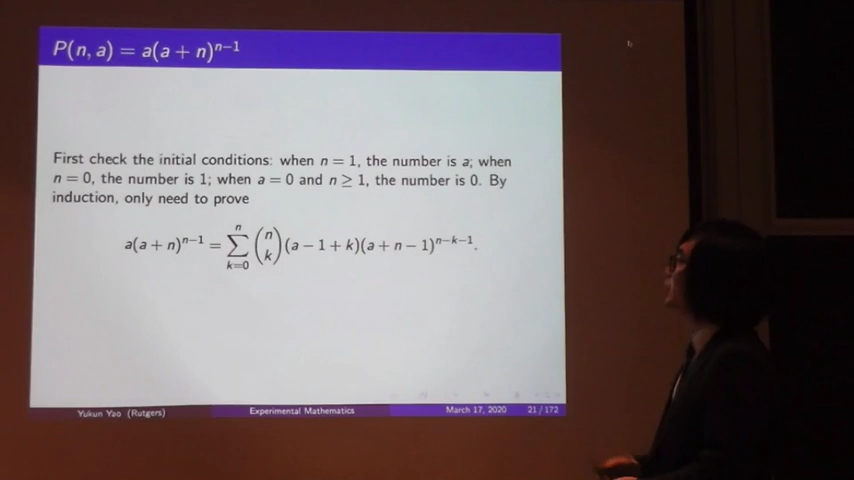 P(n, a) = a(a + n)ⁿ⁻¹
First check the initial conditions: when n = 1, the number is a; when
n = 0, the number is 1; when a = 0 and n ≥ 1, the number is 0. By
induction, only need to prove
a(a + n)ⁿ⁻¹ = ∑ₖ₌₀ⁿ (n k) (a − 1 + k)(a + n − 1)ⁿ⁻ᵏ⁻¹.
Yukun Yao (Rutgers) Experimental Mathematics March 17, 2020 21 / 172